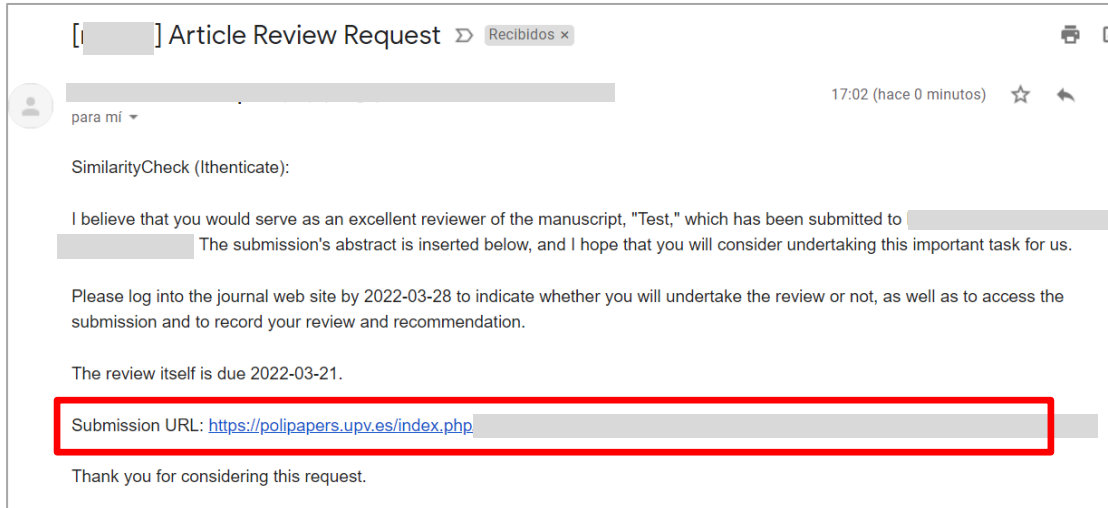 [ ] Article Review Request Recibidos ×
17:02 (hace 0 minutos)
para mí
SimilarityCheck (Ithenticate):
I believe that you would serve as an excellent reviewer of the manuscript, "Test," which has been submitted to
The submission's abstract is inserted below, and I hope that you will consider undertaking this important task for us.
Please log into the journal web site by 2022-03-28 to indicate whether you will undertake the review or not, as well as to access the
submission and to record your review and recommendation.
The review itself is due 2022-03-21.
Submission URL: https://polipapers.upv.es/index.php
Thank you for considering this request.